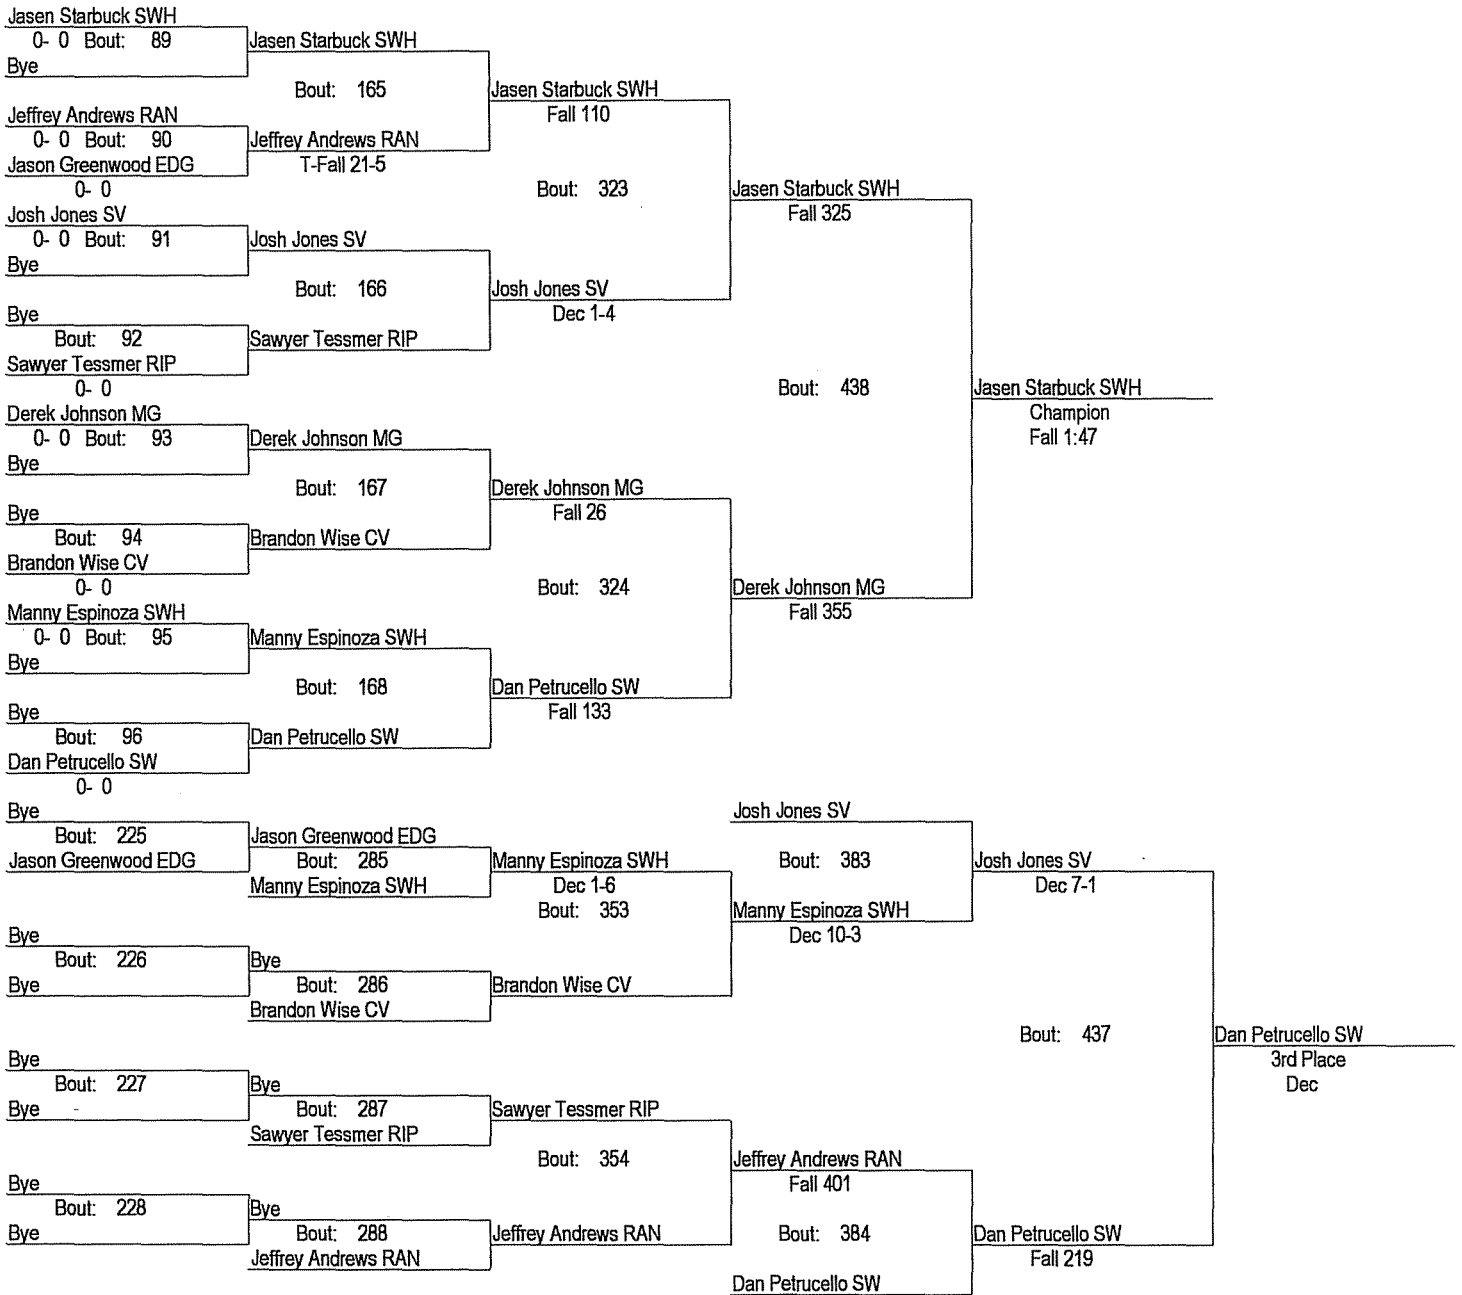 Jasen Starbuck SWH
0- 0 Bout: 89
Bye
Jasen Starbuck SWH
Bout: 165
Jeffrey Andrews RAN
0- 0 Bout: 90
Jason Greenwood EDG
0- 0
Jeffrey Andrews RAN
T-Fall 21-5
Jasen Starbuck SWH
Fall 110
Bout: 323
Josh Jones SV
0- 0 Bout: 91
Bye
Josh Jones SV
Bout: 166
Bye
Bout: 92
Sawyer Tessmer RIP
0- 0
Sawyer Tessmer RIP
Josh Jones SV
Dec 1-4
Jasen Starbuck SWH
Fall 325
Bout: 438
Derek Johnson MG
0- 0 Bout: 93
Bye
Derek Johnson MG
Bout: 167
Bye
Bout: 94
Brandon Wise CV
0- 0
Brandon Wise CV
Derek Johnson MG
Fall 26
Bout: 324
Manny Espinoza SWH
0- 0 Bout: 95
Bye
Manny Espinoza SWH
Bout: 168
Bye
Bout: 96
Dan Petrucello SW
0- 0
Dan Petrucello SW
Dan Petrucello SW
Fall 133
Derek Johnson MG
Fall 355
Jasen Starbuck SWH
Champion
Fall 1:47
Bye
Bout: 225
Jason Greenwood EDG
Jason Greenwood EDG
Bout: 285
Manny Espinoza SWH
Manny Espinoza SWH
Dec 1-6
Bout: 353
Bye
Bout: 226
Bye
Bye
Bout: 286
Brandon Wise CV
Brandon Wise CV
Josh Jones SV
Bout: 383
Manny Espinoza SWH
Dec 10-3
Josh Jones SV
Dec 7-1
Bout: 437
Bye
Bout: 227
Bye
Bye
Bout: 287
Sawyer Tessmer RIP
Sawyer Tessmer RIP
Bout: 354
Bye
Bout: 228
Bye
Bye
Bout: 288
Jeffrey Andrews RAN
Jeffrey Andrews RAN
Jeffrey Andrews RAN
Fall 401
Bout: 384
Dan Petrucello SW
Dan Petrucello SW
Fall 219
Dan Petrucello SW
3rd Place
Dec